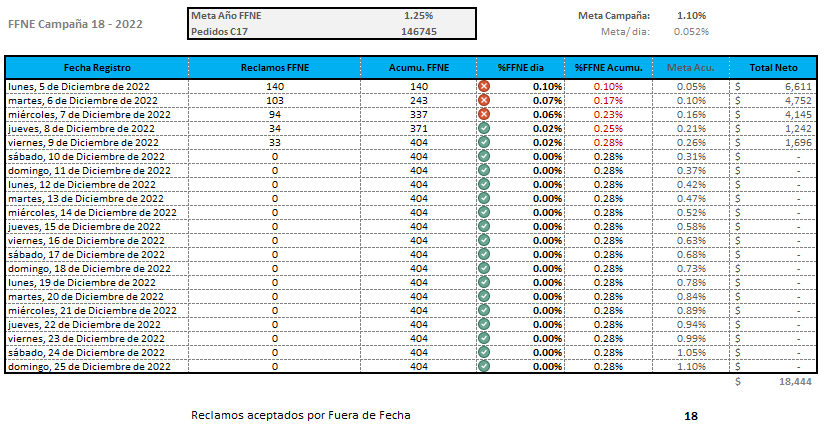 FFNE Campaña 18 - 2022
Meta Año FFNE 1.25% Meta Campaña: 1.10%
Pedidos C17 146745 Meta/ dia: 0.052%
Fecha Registro Reclamos FFNE Acumu. FFNE %FFNE dia %FFNE Acumu. Meta Acu. Total Neto
lunes, 5 de Diciembre de 2022 140 140 0.10% 0.10% 0.05% $ 6,611
martes, 6 de Diciembre de 2022 103 243 0.07% 0.17% 0.10% $ 4,752
miércoles, 7 de Diciembre de 2022 94 337 0.06% 0.23% 0.16% $ 4,145
jueves, 8 de Diciembre de 2022 34 371 0.02% 0.25% 0.21% $ 1,242
viernes, 9 de Diciembre de 2022 33 404 0.02% 0.28% 0.26% $ 1,696
sábado, 10 de Diciembre de 2022 0 404 0.00% 0.28% 0.31% $ -
domingo, 11 de Diciembre de 2022 0 404 0.00% 0.28% 0.37% $ -
lunes, 12 de Diciembre de 2022 0 404 0.00% 0.28% 0.42% $ -
martes, 13 de Diciembre de 2022 0 404 0.00% 0.28% 0.47% $ -
miércoles, 14 de Diciembre de 2022 0 404 0.00% 0.28% 0.52% $ -
jueves, 15 de Diciembre de 2022 0 404 0.00% 0.28% 0.58% $ -
viernes, 16 de Diciembre de 2022 0 404 0.00% 0.28% 0.63% $ -
sábado, 17 de Diciembre de 2022 0 404 0.00% 0.28% 0.68% $ -
domingo, 18 de Diciembre de 2022 0 404 0.00% 0.28% 0.73% $ -
lunes, 19 de Diciembre de 2022 0 404 0.00% 0.28% 0.78% $ -
martes, 20 de Diciembre de 2022 0 404 0.00% 0.28% 0.84% $ -
miércoles, 21 de Diciembre de 2022 0 404 0.00% 0.28% 0.89% $ -
jueves, 22 de Diciembre de 2022 0 404 0.00% 0.28% 0.94% $ -
viernes, 23 de Diciembre de 2022 0 404 0.00% 0.28% 0.99% $ -
sábado, 24 de Diciembre de 2022 0 404 0.00% 0.28% 1.05% $ -
domingo, 25 de Diciembre de 2022 0 404 0.00% 0.28% 1.10% $ -
$ 18,444
Reclamos aceptados por Fuera de Fecha 18